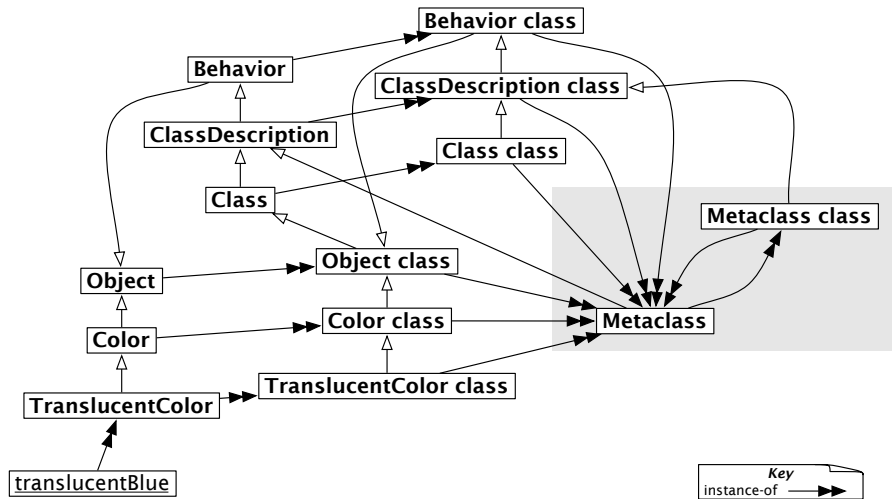 Behavior class
Behavior
ClassDescription class
ClassDescription
Class class
Class
Metaclass class
Object class
Object
Color class
Metaclass
Color
TranslucentColor class
TranslucentColor
translucentBlue
Key
instance-of